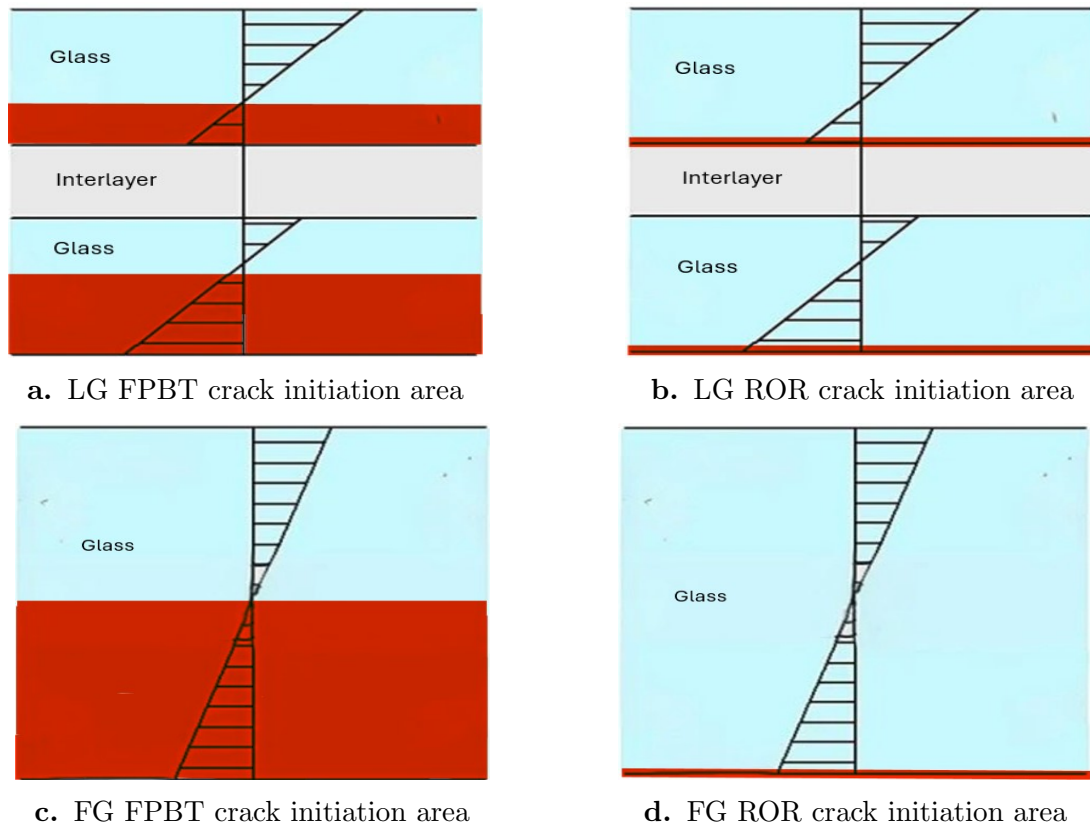 Glass
Interlayer
Glass
a. LG FPBT crack initiation area
Glass
Interlayer
Glass
b. LG ROR crack initiation area
Glass
c. FG FPBT crack initiation area
Glass
d. FG ROR crack initiation area